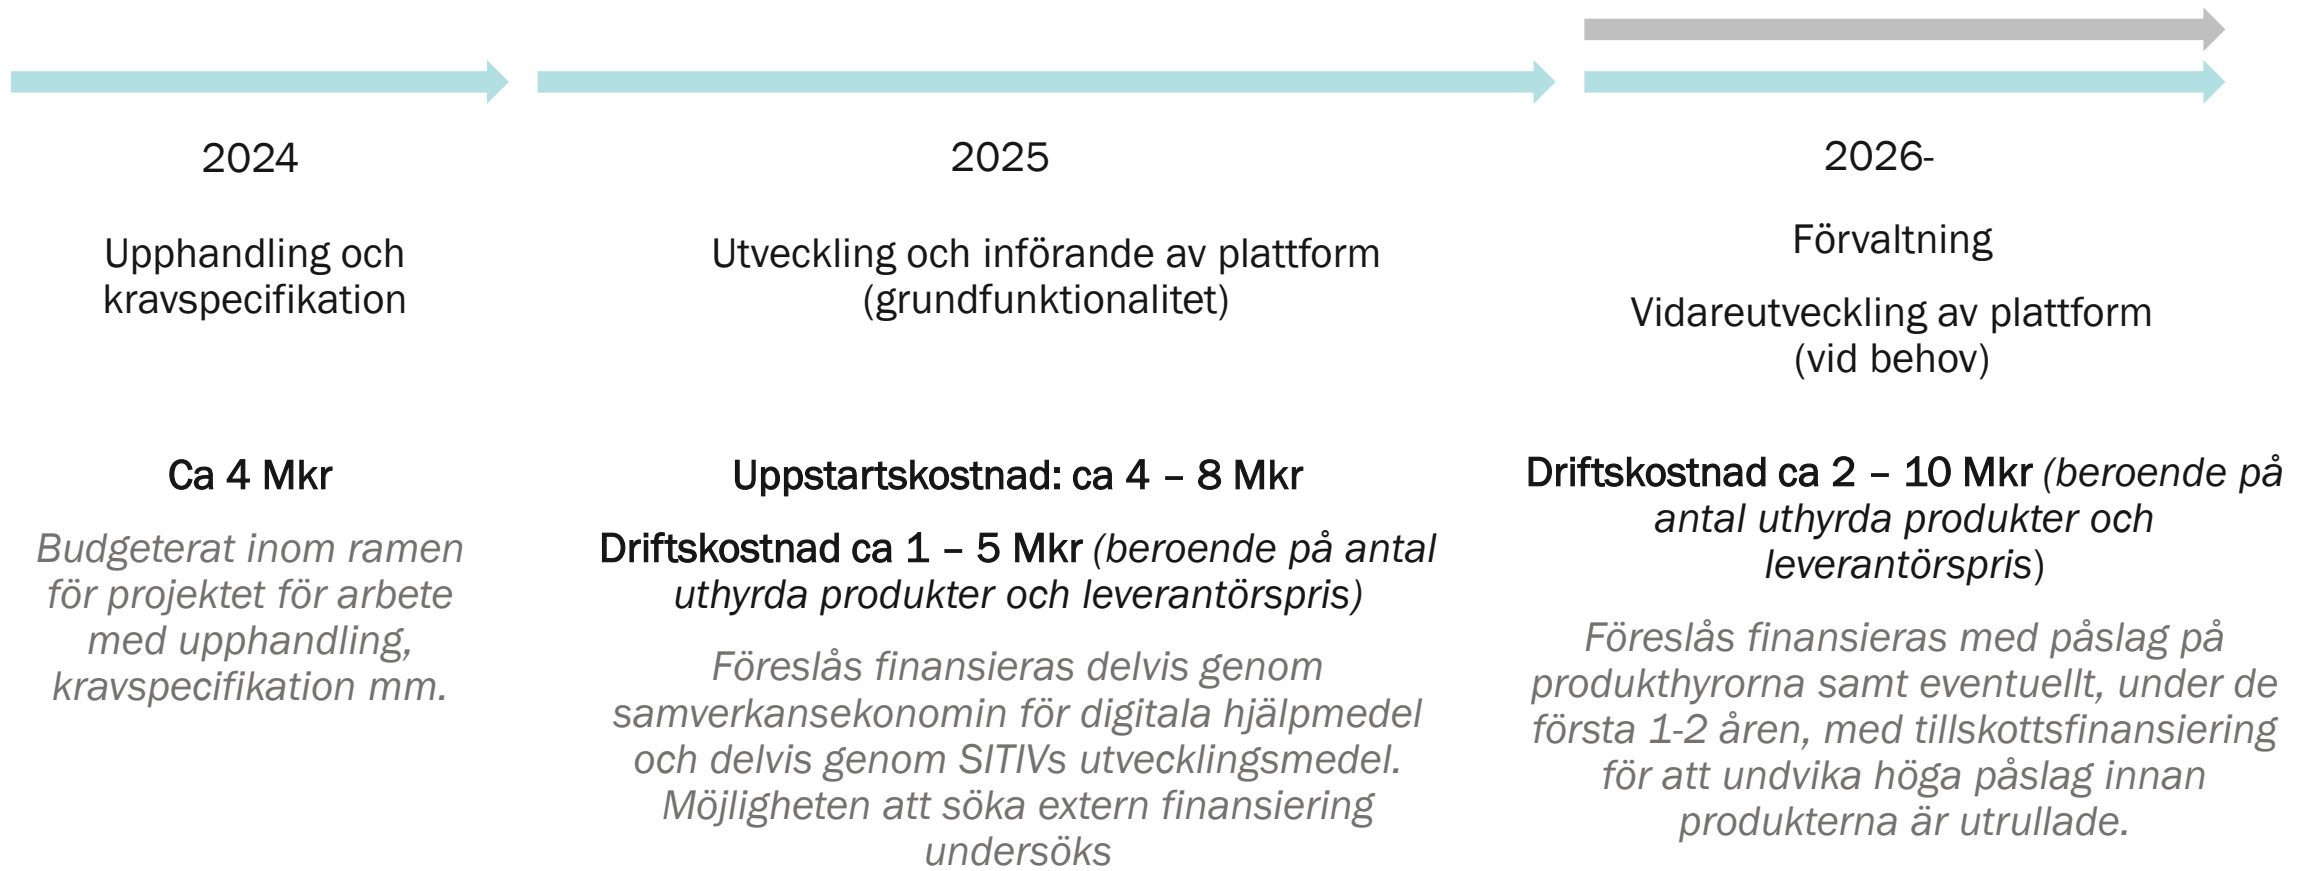 2024
Upphandling och
kravspecifikation
Ca 4 Mkr
Budgeterat inom ramen
för projektet för arbete
med upphandling,
kravspecifikation mm.
2025
Utveckling och införande av plattform
(grundfunktionalitet)
Uppstartskostnad: ca 4 – 8 Mkr
Driftskostnad ca 1 – 5 Mkr (beroende på antal
uthyrda produkter och leverantörspris)
Föreslås finansieras delvis genom
samverkansekonomin för digitala hjälpmedel
och delvis genom SITIVs utvecklingsmedel.
Möjligheten att söka extern finansiering
undersöks
2026-
Förvaltning
Vidareutveckling av plattform
(vid behov)
Driftskostnad ca 2 – 10 Mkr (beroende på
antal uthyrda produkter och
leverantörspris)
Föreslås finansieras med påslag på
produkthyrorna samt eventuellt, under de
första 1-2 åren, med tillskottsfinansiering
för att undvika höga påslag innan
produkterna är utrullade.